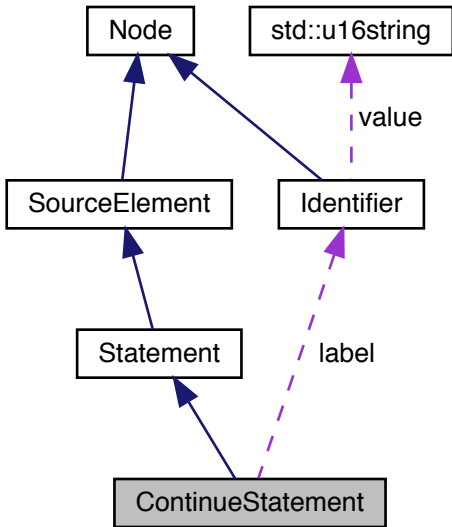 Node
std::u16string
value
SourceElement
Identifier
Statement
label
ContinueStatement